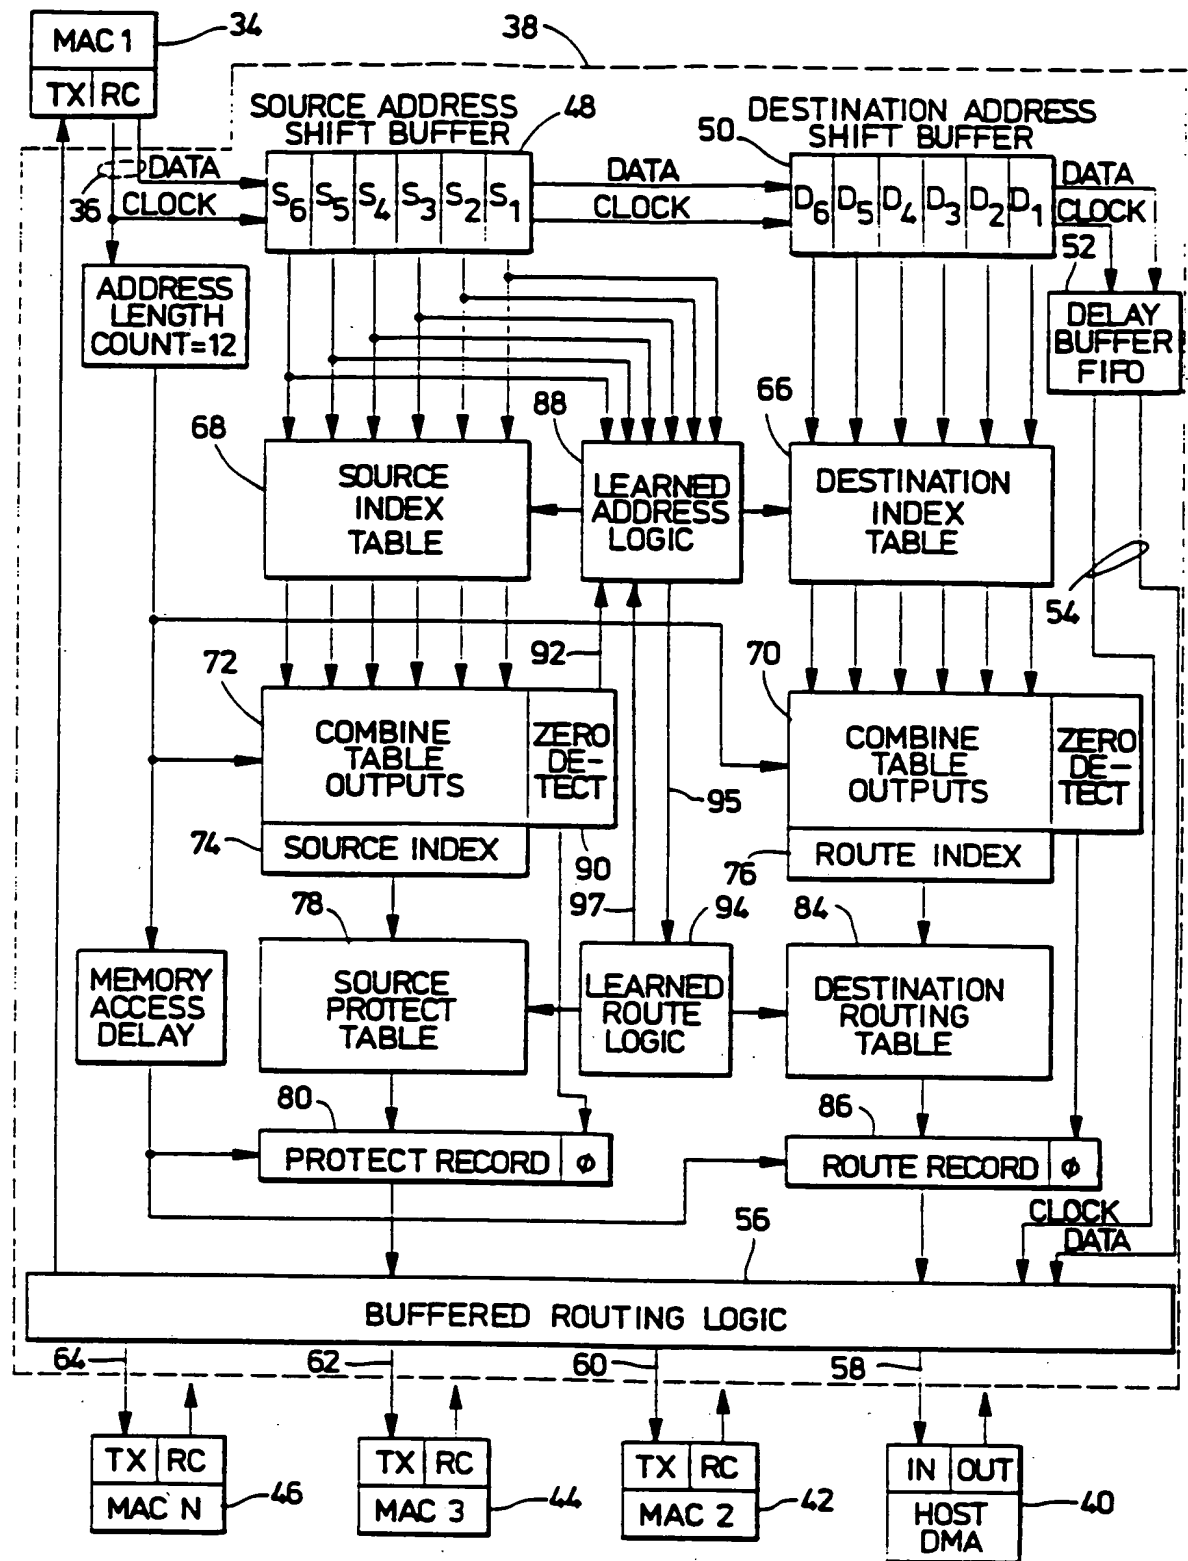 MAC 1
34
TX RC
38
SOURCE ADDRESS
SHIFT BUFFER
48
DESTINATION ADDRESS
SHIFT BUFFER
50
36
DATA
CLOCK
S6 S5 S4 S3 S2 S1
DATA
CLOCK
D6 D5 D4 D3 D2 D1
DATA
CLOCK
52
ADDRESS
LENGTH
COUNT=12
DELAY
BUFFER
FIFO
68
SOURCE
INDEX
TABLE
88
LEARNED
ADDRESS
LOGIC
66
DESTINATION
INDEX
TABLE
54
72
COMBINE
TABLE
OUTPUTS
ZERO
DE-
TECT
92
95
70
COMBINE
TABLE
OUTPUTS
ZERO
DE-
TECT
74
SOURCE INDEX
90
97
76
ROUTE INDEX
MEMORY
ACCESS
DELAY
78
SOURCE
PROTECT
TABLE
94
LEARNED
ROUTE
LOGIC
84
DESTINATION
ROUTING
TABLE
80
PROTECT RECORD ϕ
86
ROUTE RECORD ϕ
CLOCK
DATA
56
BUFFERED ROUTING LOGIC
64
62
60
58
TX RC
MAC N
46
TX RC
MAC 3
44
TX RC
MAC 2
42
IN OUT
HOST
DMA
40